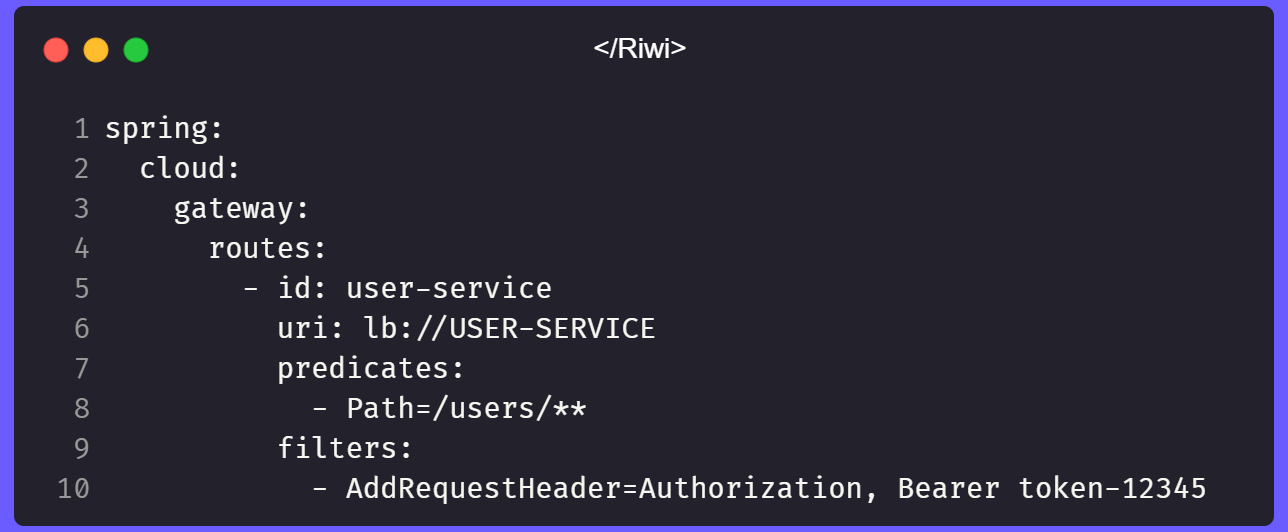 </Riwi>
1 spring:
2   cloud:
3     gateway:
4       routes:
5         - id: user-service
6           uri: lb://USER-SERVICE
7           predicates:
8             - Path=/users/**
9           filters:
10             - AddRequestHeader=Authorization, Bearer token-12345